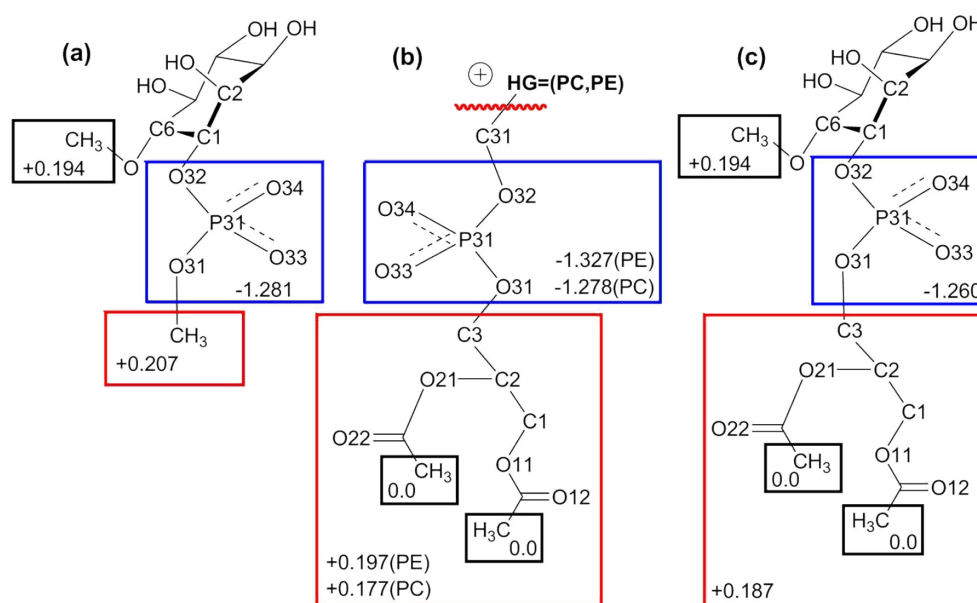 (a)
OH
OH
OH
HO
HO
C2
C6
C1
CH3
O
+0.194
O32
O34
P31
O33
O31
-1.281
CH3
+0.207
(b)
+
HG=(PC,PE)
C31
O32
O34
P31
O33
-1.327(PE)
O31
-1.278(PC)
C3
O21
C2
C1
O22
CH3
O11
0.0
O12
H3C
0.0
+0.197(PE)
+0.177(PC)
(c)
OH
OH
OH
HO
HO
C2
C6
C1
CH3
O
+0.194
O32
O34
P31
O33
O31
-1.260
C3
O21
C2
C1
O22
CH3
O11
0.0
O12
H3C
0.0
+0.187